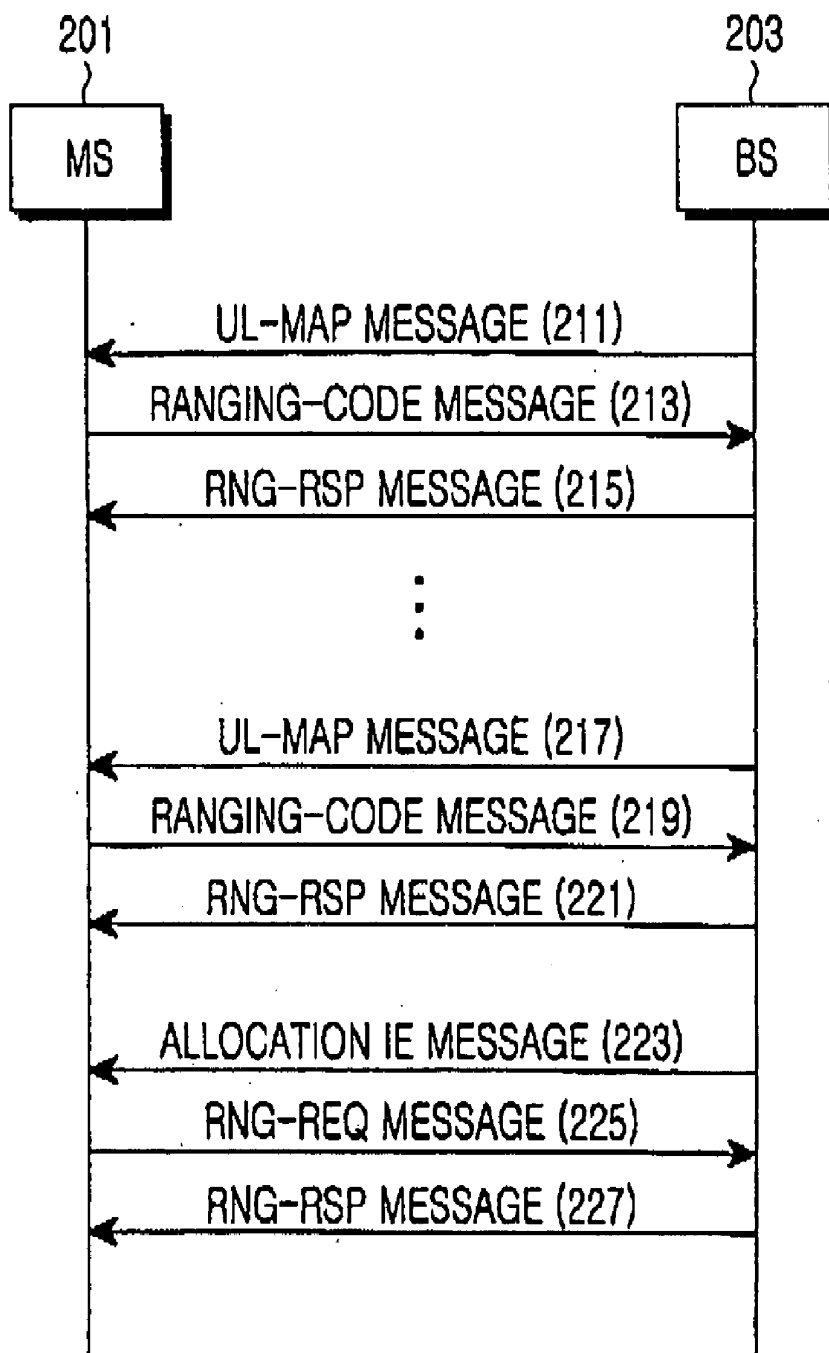 201 203
MS BS
UL-MAP MESSAGE (211)
RANGING-CODE MESSAGE (213)
RNG-RSP MESSAGE (215)
UL-MAP MESSAGE (217)
RANGING-CODE MESSAGE (219)
RNG-RSP MESSAGE (221)
ALLOCATION IE MESSAGE (223)
RNG-REQ MESSAGE (225)
RNG-RSP MESSAGE (227)